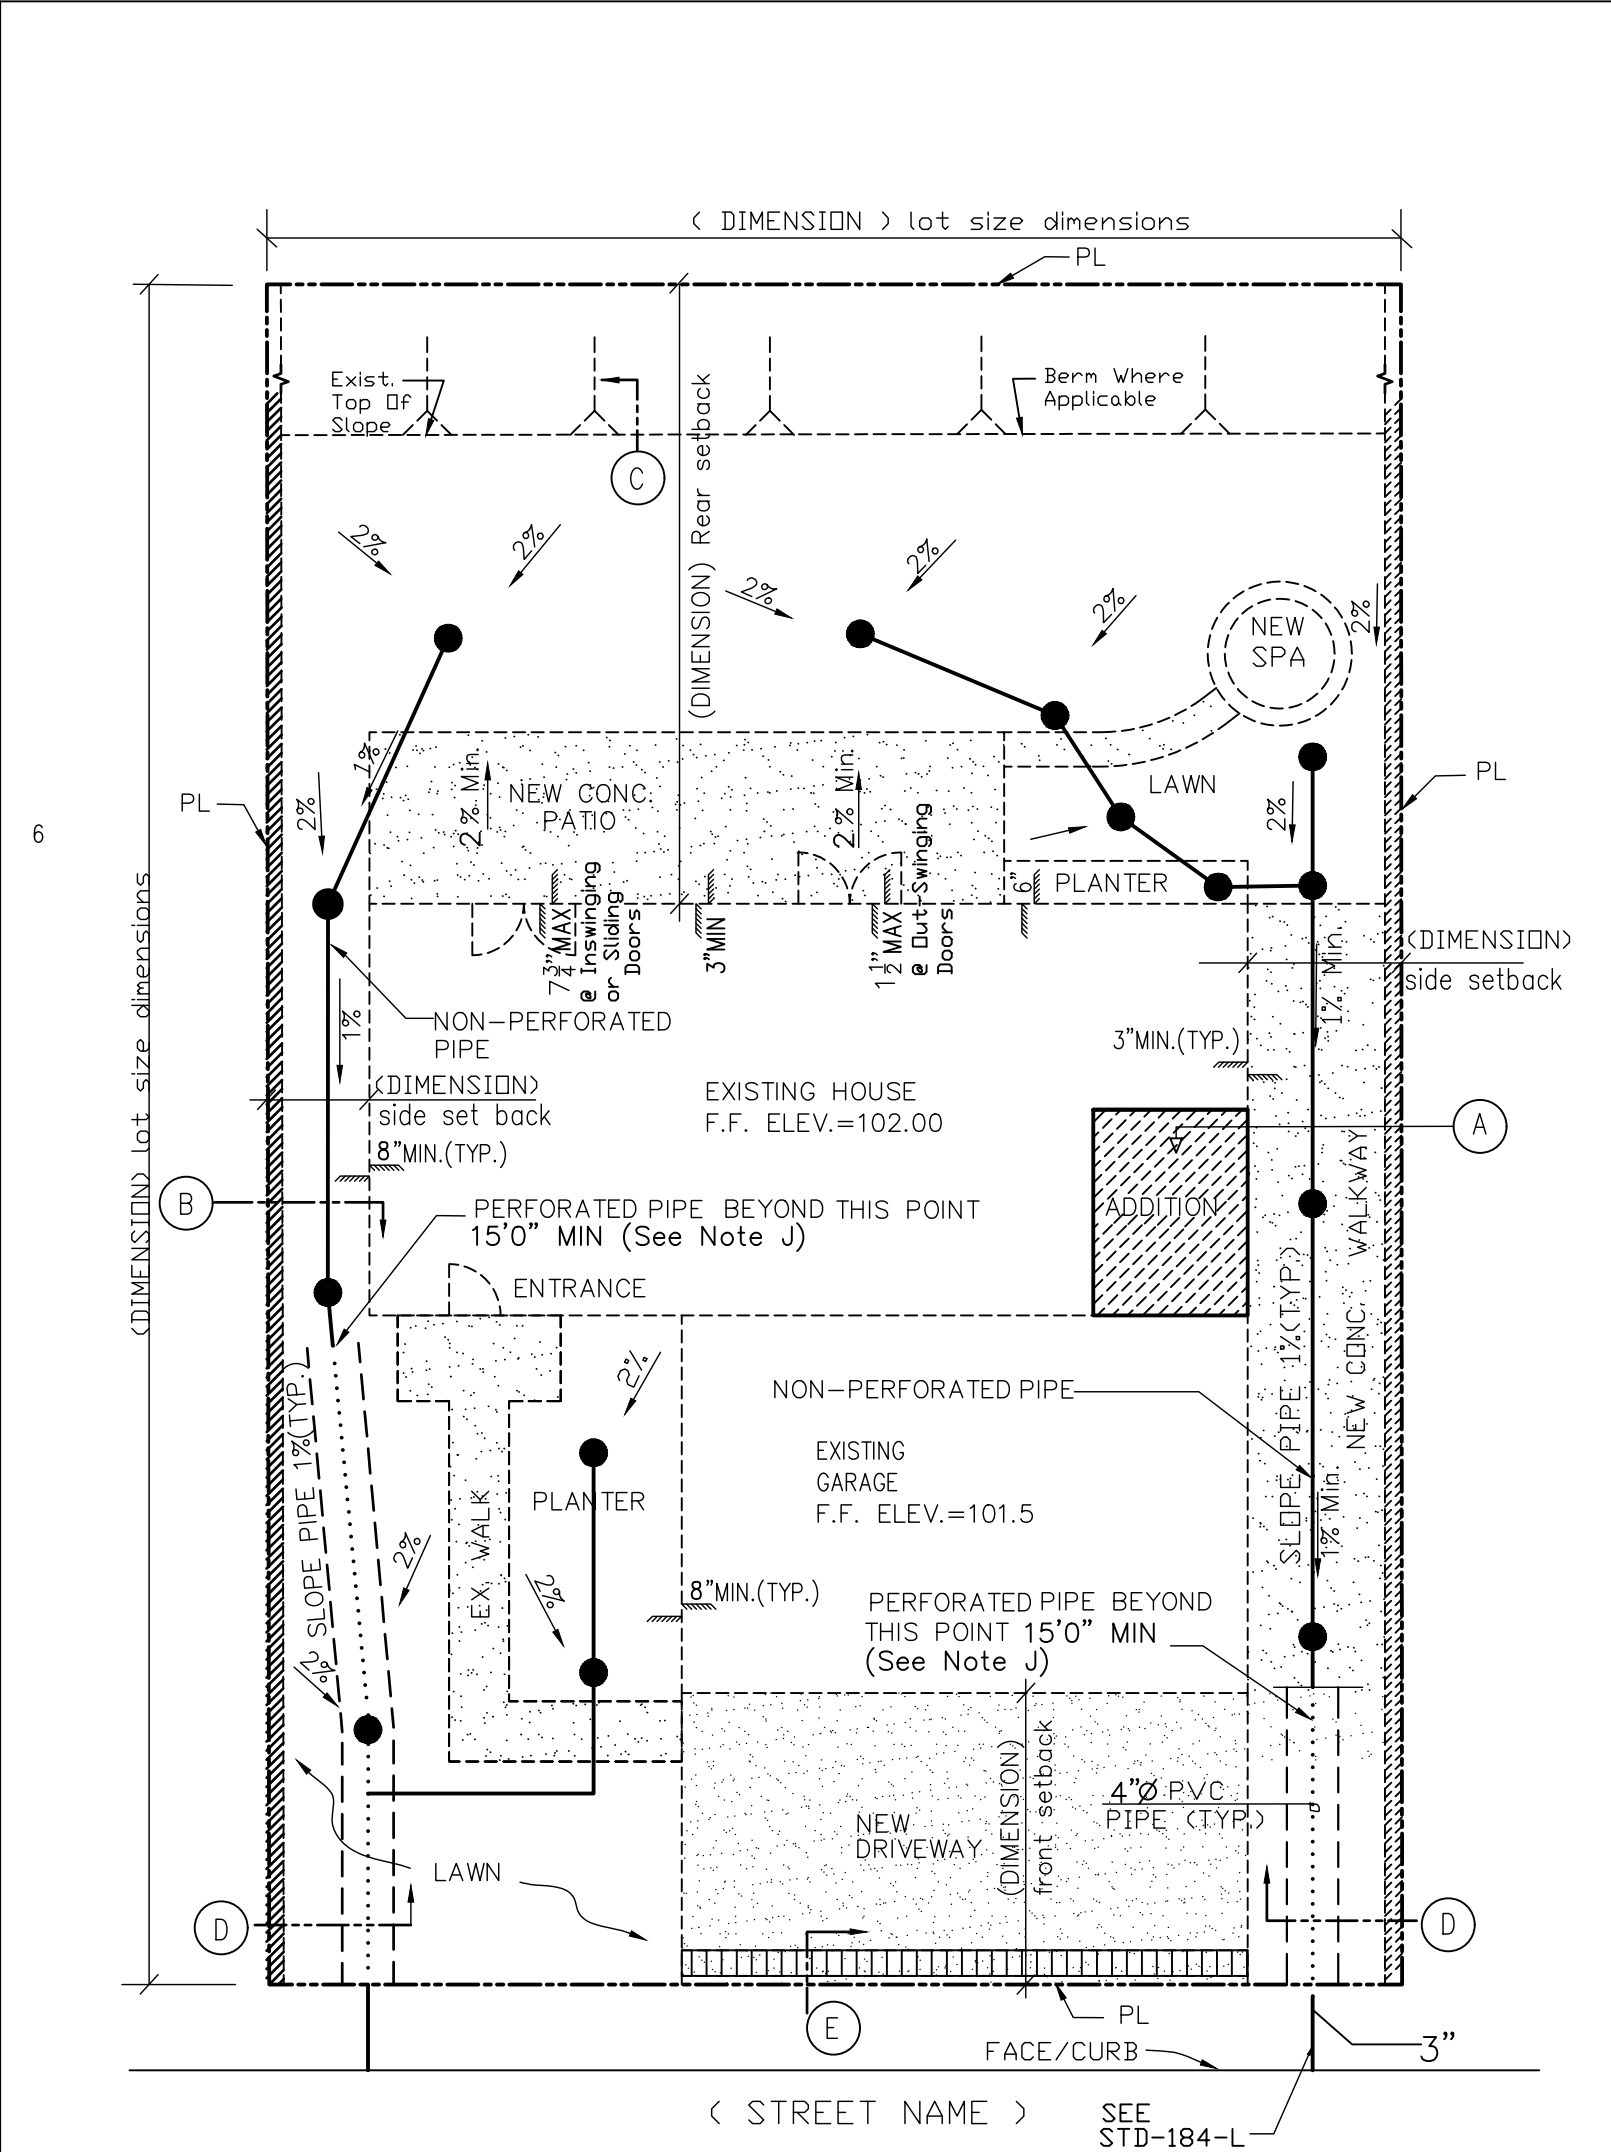 ( DIMENSION ) lot size dimensions
PL
Exist.
Top Of
Slope
Berm Where
Applicable
C
(DIMENSION) Rear setback
2%
2%
2%
2%
2%
2%
NEW
SPA
1%
2%
2% Min.
NEW CONC.
PATIO
2% Min.
LAWN
2%
PL
PL
6
7 3/4" MAX
@ Inswinging
or Sliding
Doors
3"MIN
1 1/2" MAX
@ Out-Swinging
Doors
6"
PLANTER
(DIMENSION)
side setback
1% Min.
1%
NON-PERFORATED
PIPE
(DIMENSION) lot size dimensions
3"MIN.(TYP.)
(DIMENSION)
side set back
EXISTING HOUSE
F.F. ELEV.=102.00
A
8"MIN.(TYP.)
B
PERFORATED PIPE BEYOND THIS POINT
15'0" MIN (See Note J)
ADDITION
ENTRANCE
SLOPE PIPE 1%(TYP.)
NEW CONC. WALKWAY
2%
NON-PERFORATED PIPE
EXISTING
GARAGE
F.F. ELEV.=101.5
1% Min.
SLOPE PIPE 1%(TYP.)
2%
2%
EX. WALK
PLANTER
2%
8"MIN.(TYP.)
PERFORATED PIPE BEYOND
THIS POINT 15'0" MIN
(See Note J)
(DIMENSION)
front setback
4"Ø PVC
PIPE (TYP.)
NEW
DRIVEWAY
LAWN
D
D
E
PL
FACE/CURB
3"
( STREET NAME )
SEE
STD-184-L